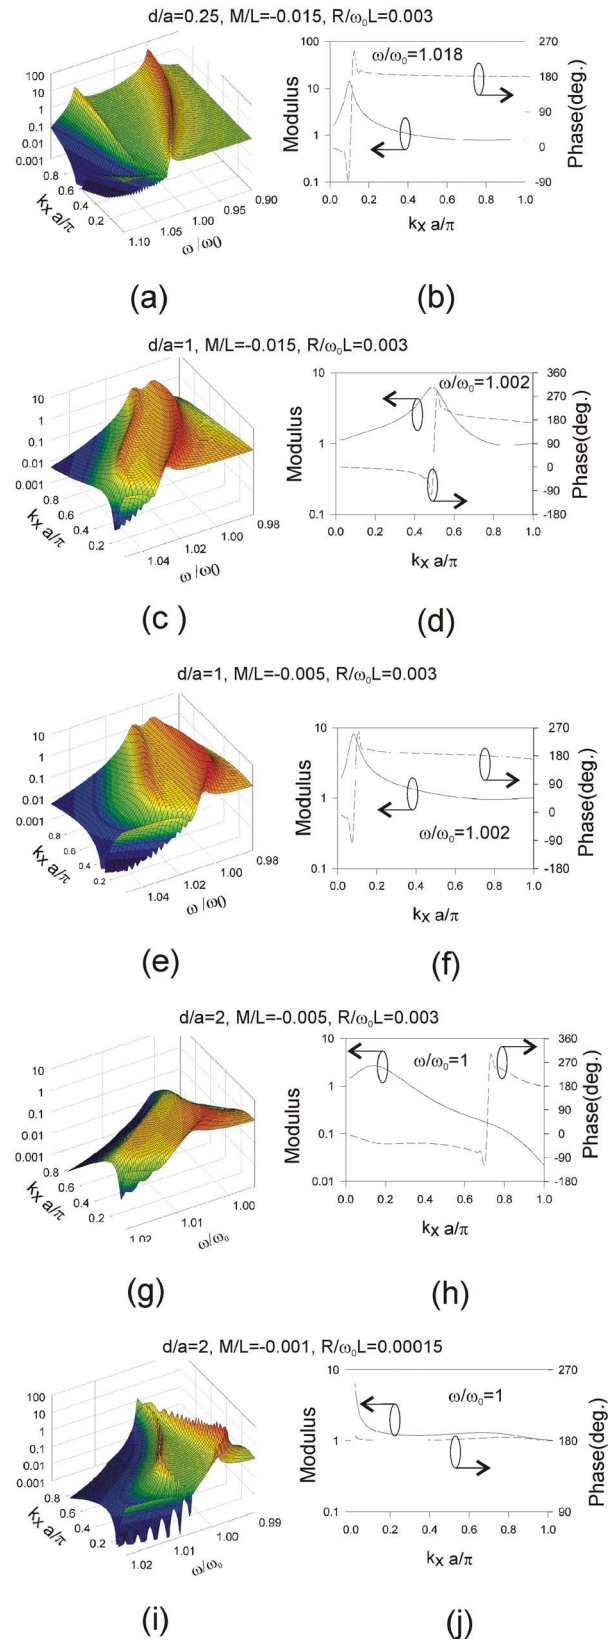 d/a=0.25, M/L=-0.015, R/ω₀L=0.003
100
10
1
0.1
0.01
0.001
0.8
0.6
0.4
0.2
kx a/π
1.10
1.05
1.00
0.95
0.90
ω /ω0
(a)
100
10
1
0.1
Modulus
ω/ω₀=1.018
270
180
90
0
-90
Phase(deg.)
0.0 0.2 0.4 0.6 0.8 1.0
kx a/π
(b)
d/a=1, M/L=-0.015, R/ω₀L=0.003
10
1
0.1
0.01
0.001
0.8
0.6
0.4
0.2
kx a/π
1.04
1.02
1.00
0.98
ω /ω0
(c )
10
1
0.1
Modulus
ω/ω₀=1.002
360
270
180
90
0
-90
-180
Phase(deg.)
0.0 0.2 0.4 0.6 0.8 1.0
kx a/π
(d)
d/a=1, M/L=-0.005, R/ω₀L=0.003
10
1
0.1
0.01
0.001
0.8
0.6
0.4
0.2
kx a/π
1.04
1.02
1.00
0.98
ω /ω0
(e)
10
1
0.1
Modulus
ω/ω₀=1.002
270
180
90
0
-90
-180
Phase(deg.)
0.0 0.2 0.4 0.6 0.8 1.0
kx a/π
(f)
d/a=2, M/L=-0.005, R/ω₀L=0.003
10
1
0.1
0.01
0.001
0.8
0.6
0.4
0.2
kx a/π
1.02
1.01
1.00
ω/ω₀
(g)
10
1
0.1
0.01
Modulus
ω/ω₀=1
360
270
180
90
0
-90
-180
Phase(deg.)
0.0 0.2 0.4 0.6 0.8 1.0
kx a/π
(h)
d/a=2, M/L=-0.001, R/ω₀L=0.00015
100
10
1
0.1
0.01
0.001
0.8
0.6
0.4
0.2
kx a/π
1.02
1.01
1.00
0.99
ω/ω₀
(i)
10
1
0.1
Modulus
ω/ω₀=1
270
180
90
Phase(deg.)
0.0 0.2 0.4 0.6 0.8 1.0
kx a/π
(j)